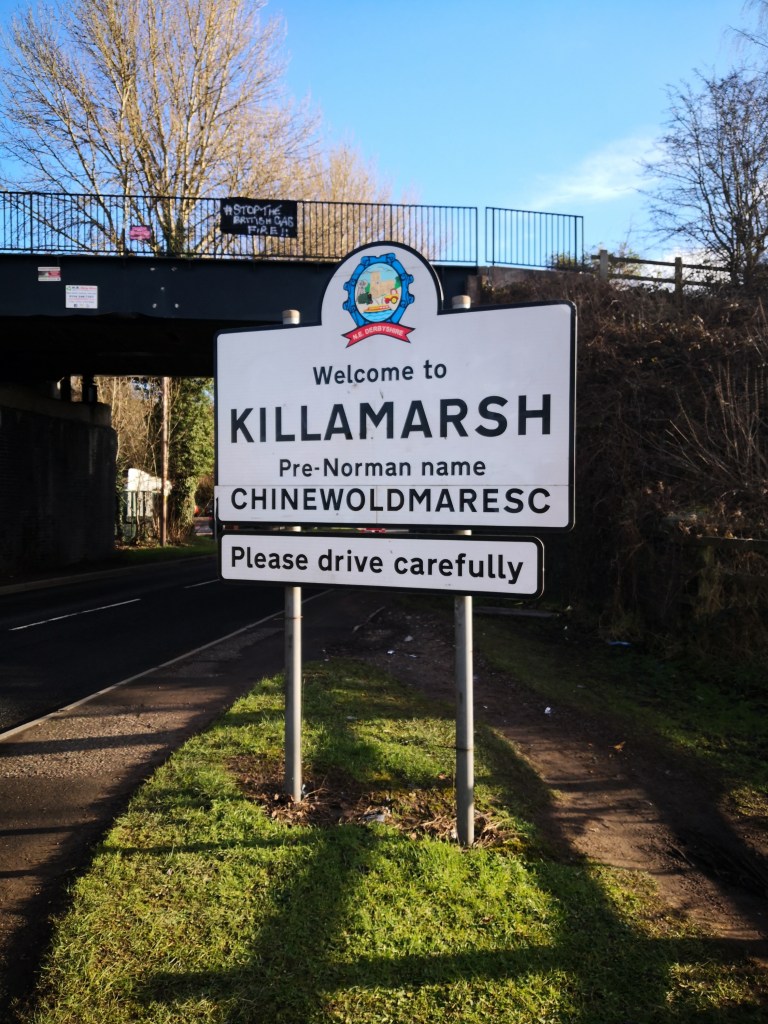 #STOP THE
BRITISH GAS
FIRE!!
N.E. DERBYSHIRE
Welcome to
KILLAMARSH
Pre-Norman name
CHINEWOLDMARESC
Please drive carefully